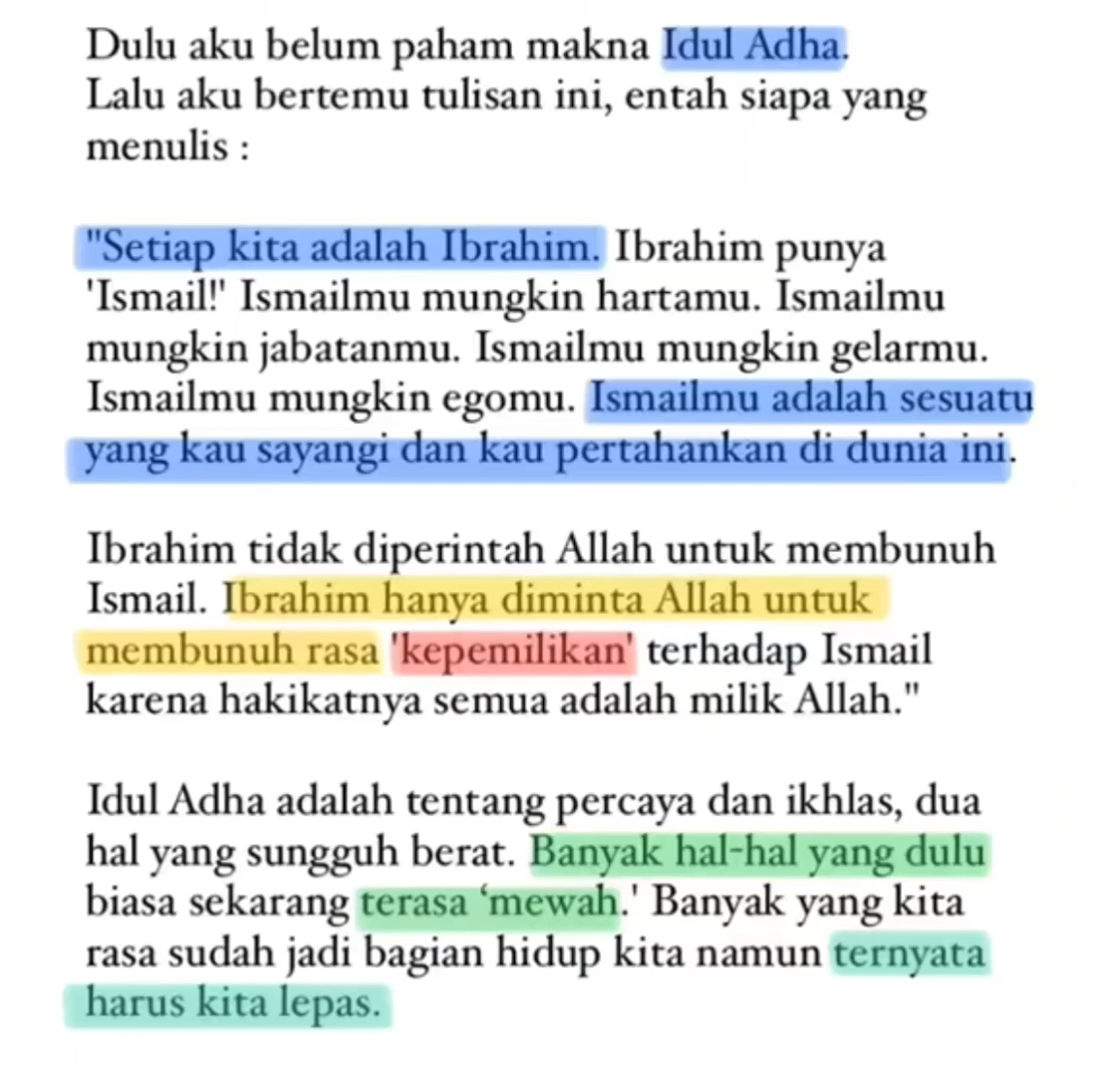 Dulu aku belum paham makna Idul Adha.
Lalu aku bertemu tulisan ini, entah siapa yang
menulis :
"Setiap kita adalah Ibrahim. Ibrahim punya
'Ismail!' Ismailmu mungkin hartamu. Ismailmu
mungkin jabatanmu. Ismailmu mungkin gelarmu.
Ismailmu mungkin egomu. Ismailmu adalah sesuatu
yang kau sayangi dan kau pertahankan di dunia ini.
Ibrahim tidak diperintah Allah untuk membunuh
Ismail. Ibrahim hanya diminta Allah untuk
membunuh rasa 'kepemilikan' terhadap Ismail
karena hakikatnya semua adalah milik Allah."
Idul Adha adalah tentang percaya dan ikhlas, dua
hal yang sungguh berat. Banyak hal-hal yang dulu
biasa sekarang terasa ‘mewah.' Banyak yang kita
rasa sudah jadi bagian hidup kita namun ternyata
harus kita lepas.